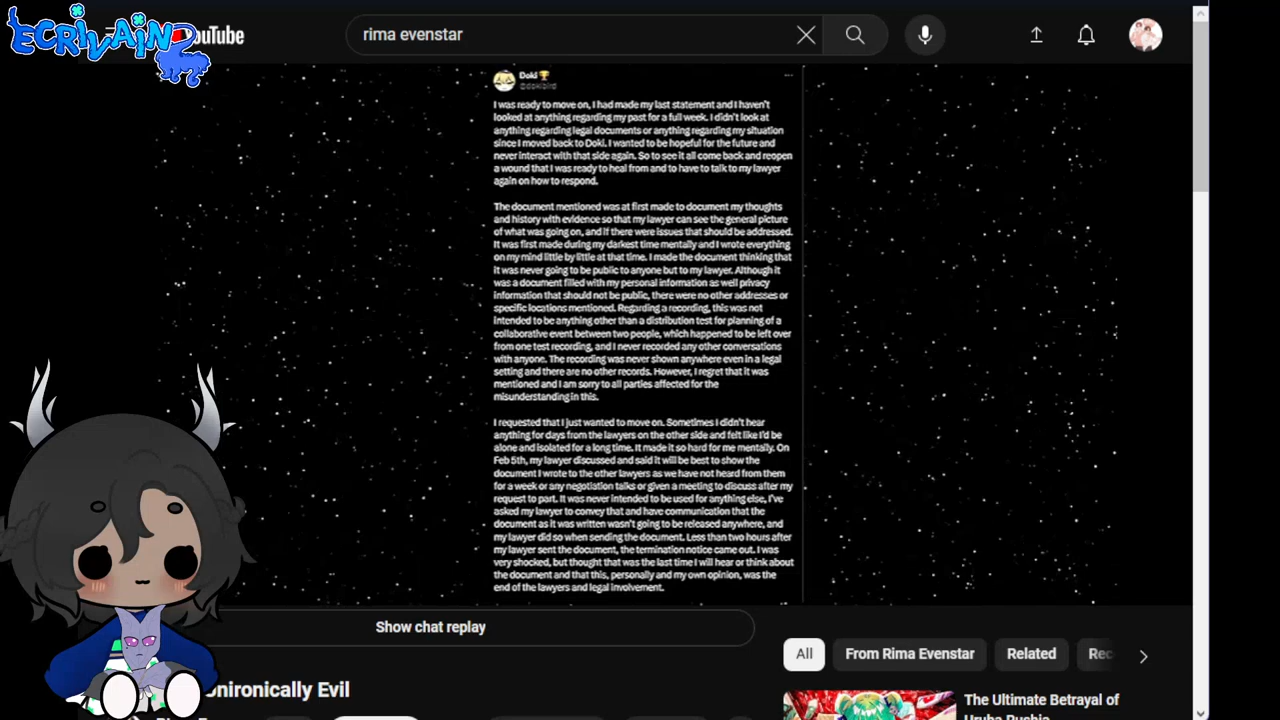 ECRIVAIN
YouTube
rima evenstar
Doki🏆
@dokibird
I was ready to move on, I had made my last statement and I haven't
looked at anything regarding my past for a full week. I didn't look at
anything regarding legal documents or anything regarding my situation
since I moved back to Doki. I wanted to be hopeful for the future and
never interact with that side again. So to see it all come back and reopen
a wound that I was ready to heal from and to have to talk to my lawyer
again on how to respond.
The document mentioned was at first made to document my thoughts
and history with evidence so that my lawyer can see the general picture
of what was going on, and if there were issues that should be addressed.
It was first made during my darkest time mentally and I wrote everything
on my mind little by little at that time. I made the document thinking that
it was never going to be public to anyone but to my lawyer. Although it
was a document filled with my personal information as well privacy
information that should not be public, there were no other addresses or
specific locations mentioned. Regarding a recording, this was not
intended to be anything other than a distribution test for planning of a
collaborative event between two people, which happened to be left over
from one test recording, and I never recorded any other conversations
with anyone. The recording was never shown anywhere even in a legal
setting and there are no other records. However, I regret that it was
mentioned and I am sorry to all parties affected for the
misunderstanding in this.
I requested that I just wanted to move on. Sometimes I didn't hear
anything for days from the lawyers on the other side and felt like I'd be
alone and isolated for a long time. It made it so hard for me mentally. On
Feb 5th, my lawyer discussed and said it will be best to show the
document I wrote to the other lawyers as we have not heard from them
for a week or any negotiation talks or given a meeting to discuss after my
request to part. It was never intended to be used for anything else, I've
asked my lawyer to convey that and have communication that the
document as it was written wasn't going to be released anywhere, and
my lawyer did so when sending the document. Less than two hours after
my lawyer sent the document, the termination notice came out. I was
very shocked, but thought that was the last time I will hear or think about
the document and that this, personally and my own opinion, was the
end of the lawyers and legal involvement.
Show chat replay
All
From Rima Evenstar
Related
Rec
nironically Evil
The Ultimate Betrayal of